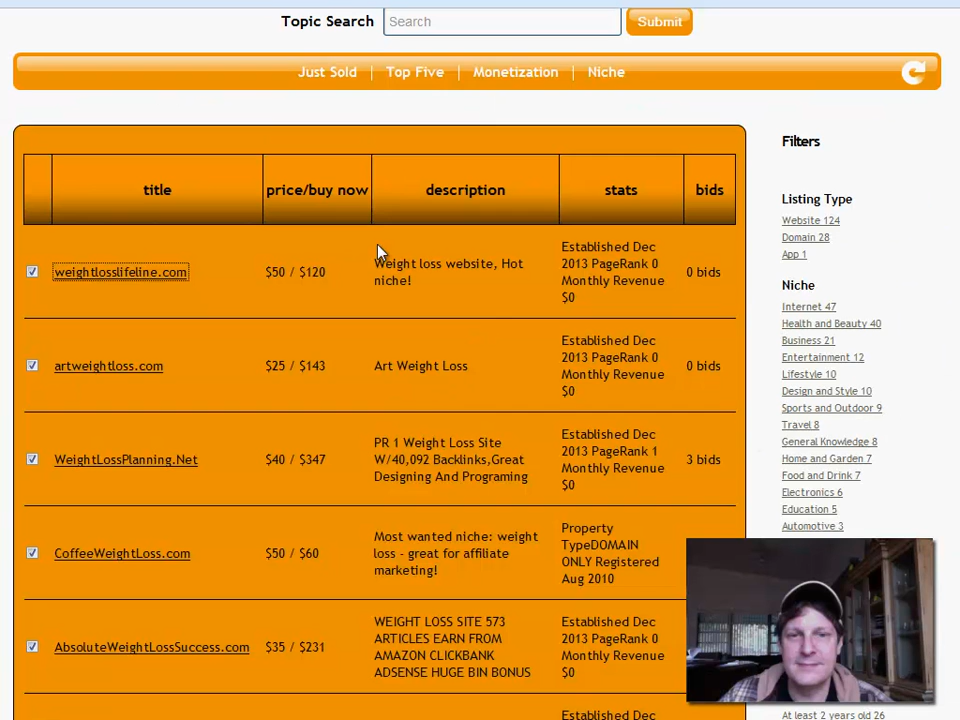 Topic Search Search Submit
Just Sold | Top Five | Monetization | Niche
title price/buy now description stats bids
weightlosslifeline.com
$50 / $120
Weight loss website, Hot
niche!
Established Dec
2013 PageRank 0
Monthly Revenue
$0
0 bids
artweightloss.com
$25 / $143
Art Weight Loss
Established Dec
2013 PageRank 0
Monthly Revenue
$0
0 bids
WeightLossPlanning.Net
$40 / $347
PR 1 Weight Loss Site
W/40,092 Backlinks,Great
Designing And Programing
Established Dec
2013 PageRank 1
Monthly Revenue
$0
3 bids
CoffeeWeightLoss.com
$50 / $60
Most wanted niche: weight
loss - great for affiliate
marketing!
Property
TypeDOMAIN
ONLY Registered
Aug 2010
AbsoluteWeightLossSuccess.com
$35 / $231
WEIGHT LOSS SITE 573
ARTICLES EARN FROM
AMAZON CLICKBANK
ADSENSE HUGE BIN BONUS
Established Dec
2013 PageRank 0
Monthly Revenue
$0
Established Dec
Filters
Listing Type
Website 124
Domain 28
App 1
Niche
Internet 47
Health and Beauty 40
Business 21
Entertainment 12
Lifestyle 10
Design and Style 10
Sports and Outdoor 9
Travel 8
General Knowledge 8
Home and Garden 7
Food and Drink 7
Electronics 6
Education 5
Automotive 3
At least 2 years old 26